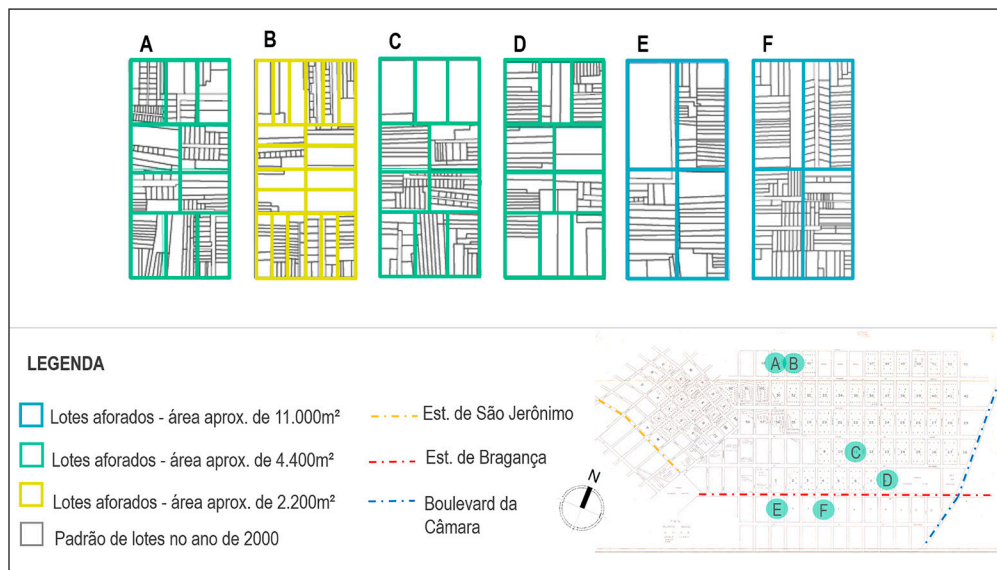 A
B
C
D
E
F
LEGENDA
Lotes aforados - área aprox. de 11.000m²
Lotes aforados - área aprox. de 4.400m²
Lotes aforados - área aprox. de 2.200m²
Padrão de lotes no ano de 2000
Est. de São Jerônimo
Est. de Bragança
Boulevard da
Câmara
N
A
B
C
D
E
F